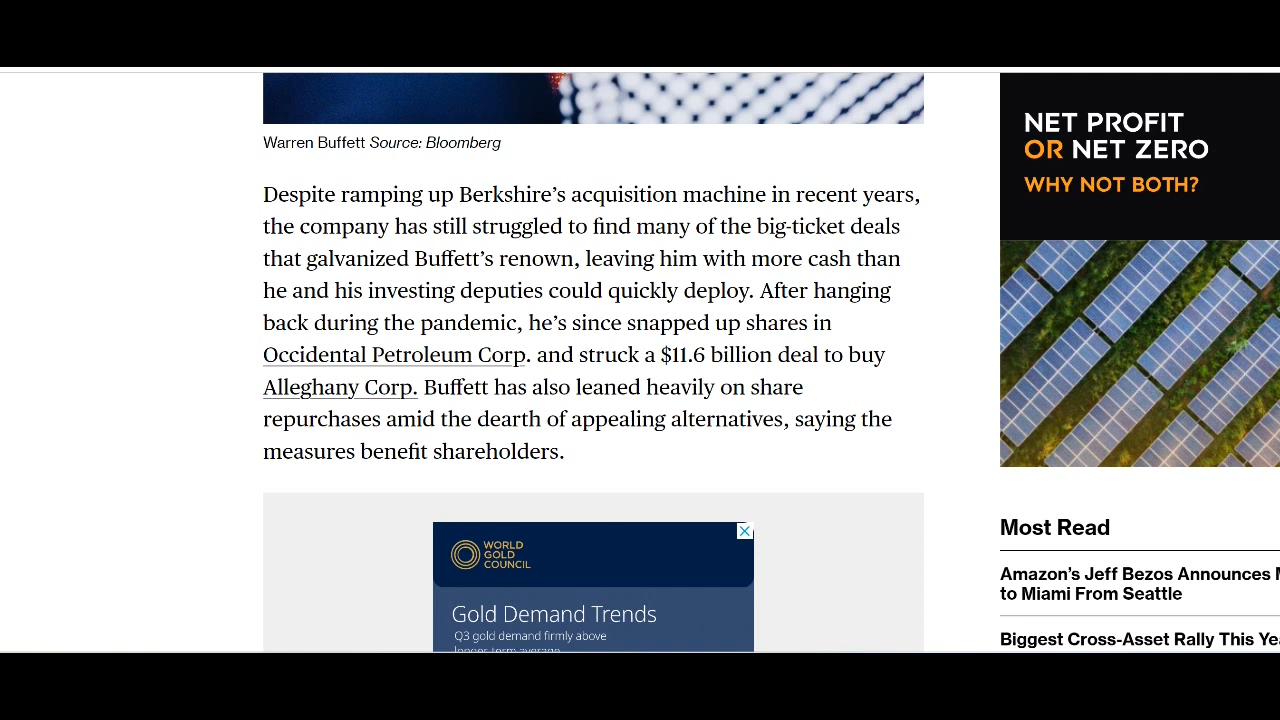 Warren Buffett Source: Bloomberg
Despite ramping up Berkshire’s acquisition machine in recent years,
the company has still struggled to find many of the big-ticket deals
that galvanized Buffett’s renown, leaving him with more cash than
he and his investing deputies could quickly deploy. After hanging
back during the pandemic, he’s since snapped up shares in
Occidental Petroleum Corp. and struck a $11.6 billion deal to buy
Alleghany Corp. Buffett has also leaned heavily on share
repurchases amid the dearth of appealing alternatives, saying the
measures benefit shareholders.
WORLD
GOLD
COUNCIL
Gold Demand Trends
Q3 gold demand firmly above
longer term average
NET PROFIT
OR NET ZERO
WHY NOT BOTH?
Most Read
Amazon’s Jeff Bezos Announces
to Miami From Seattle
Biggest Cross-Asset Rally This